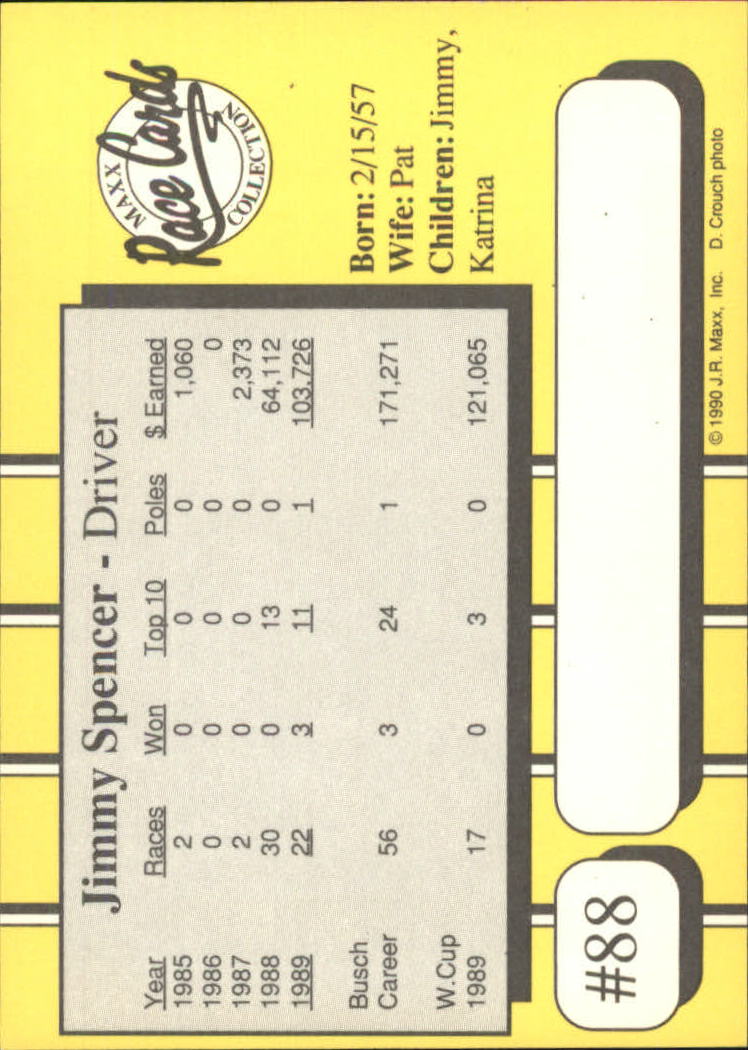 Jimmy Spencer - Driver
Year Races Won Top 10 Poles $ Earned
1985 2 0 0 0 1,060
1986 0 0 0 0 0
1987 2 0 0 0 2,373
1988 30 0 13 0 64,112
1989 22 3 11 1 103,726
Busch
Career 56 3 24 1 171,271
W.Cup
1989 17 0 3 0 121,065
MAXX
Race Cards
COLLECTION
Born: 2/15/57
Wife: Pat
Children: Jimmy,
Katrina
#88
© 1990 J.R. Maxx, Inc. D. Crouch photo